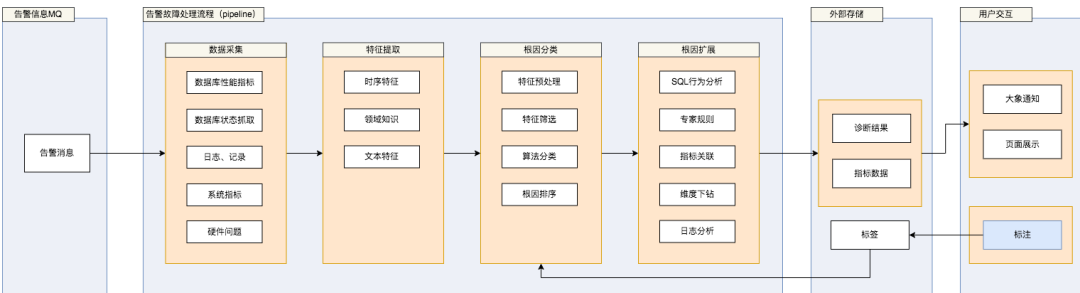 告警信息MQ
告警消息
告警故障处理流程（pipeline）
数据采集
数据库性能指标
数据库状态抓取
日志、记录
系统指标
硬件问题
特征提取
时序特征
领域知识
文本特征
根因分类
特征预处理
特征筛选
算法分类
根因排序
根因扩展
SQL行为分析
专家规则
指标关联
维度下钻
日志分析
外部存储
诊断结果
指标数据
标签
用户交互
大象通知
页面展示
标注